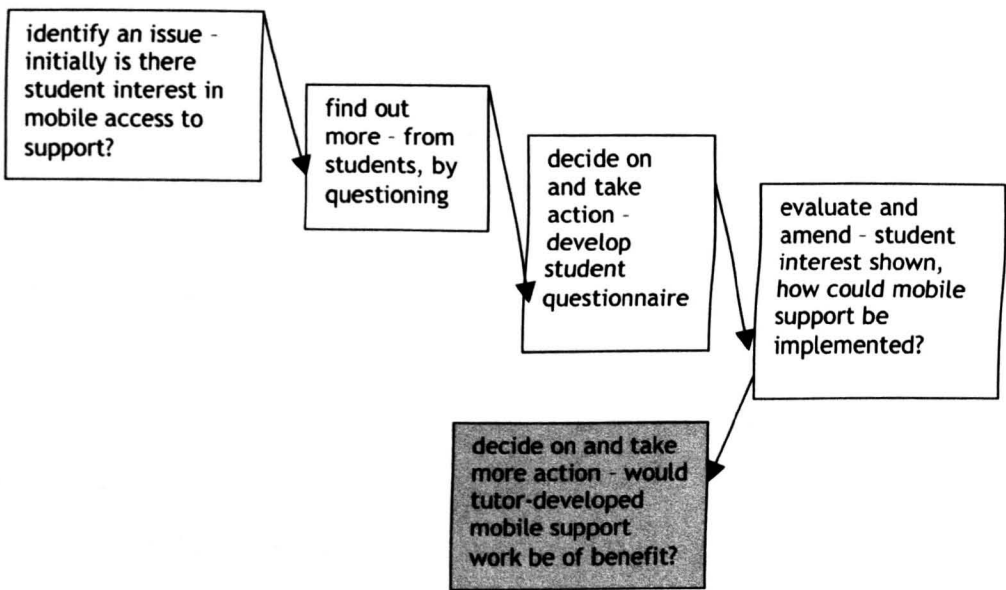 identify an issue -
initially is there
student interest in
mobile access to
support?
find out
more - from
students, by
questioning
decide on
and take
action -
develop
student
questionnaire
evaluate and
amend - student
interest shown,
how could mobile
support be
implemented?
decide on and take
more action - would
tutor-developed
mobile support
work be of benefit?